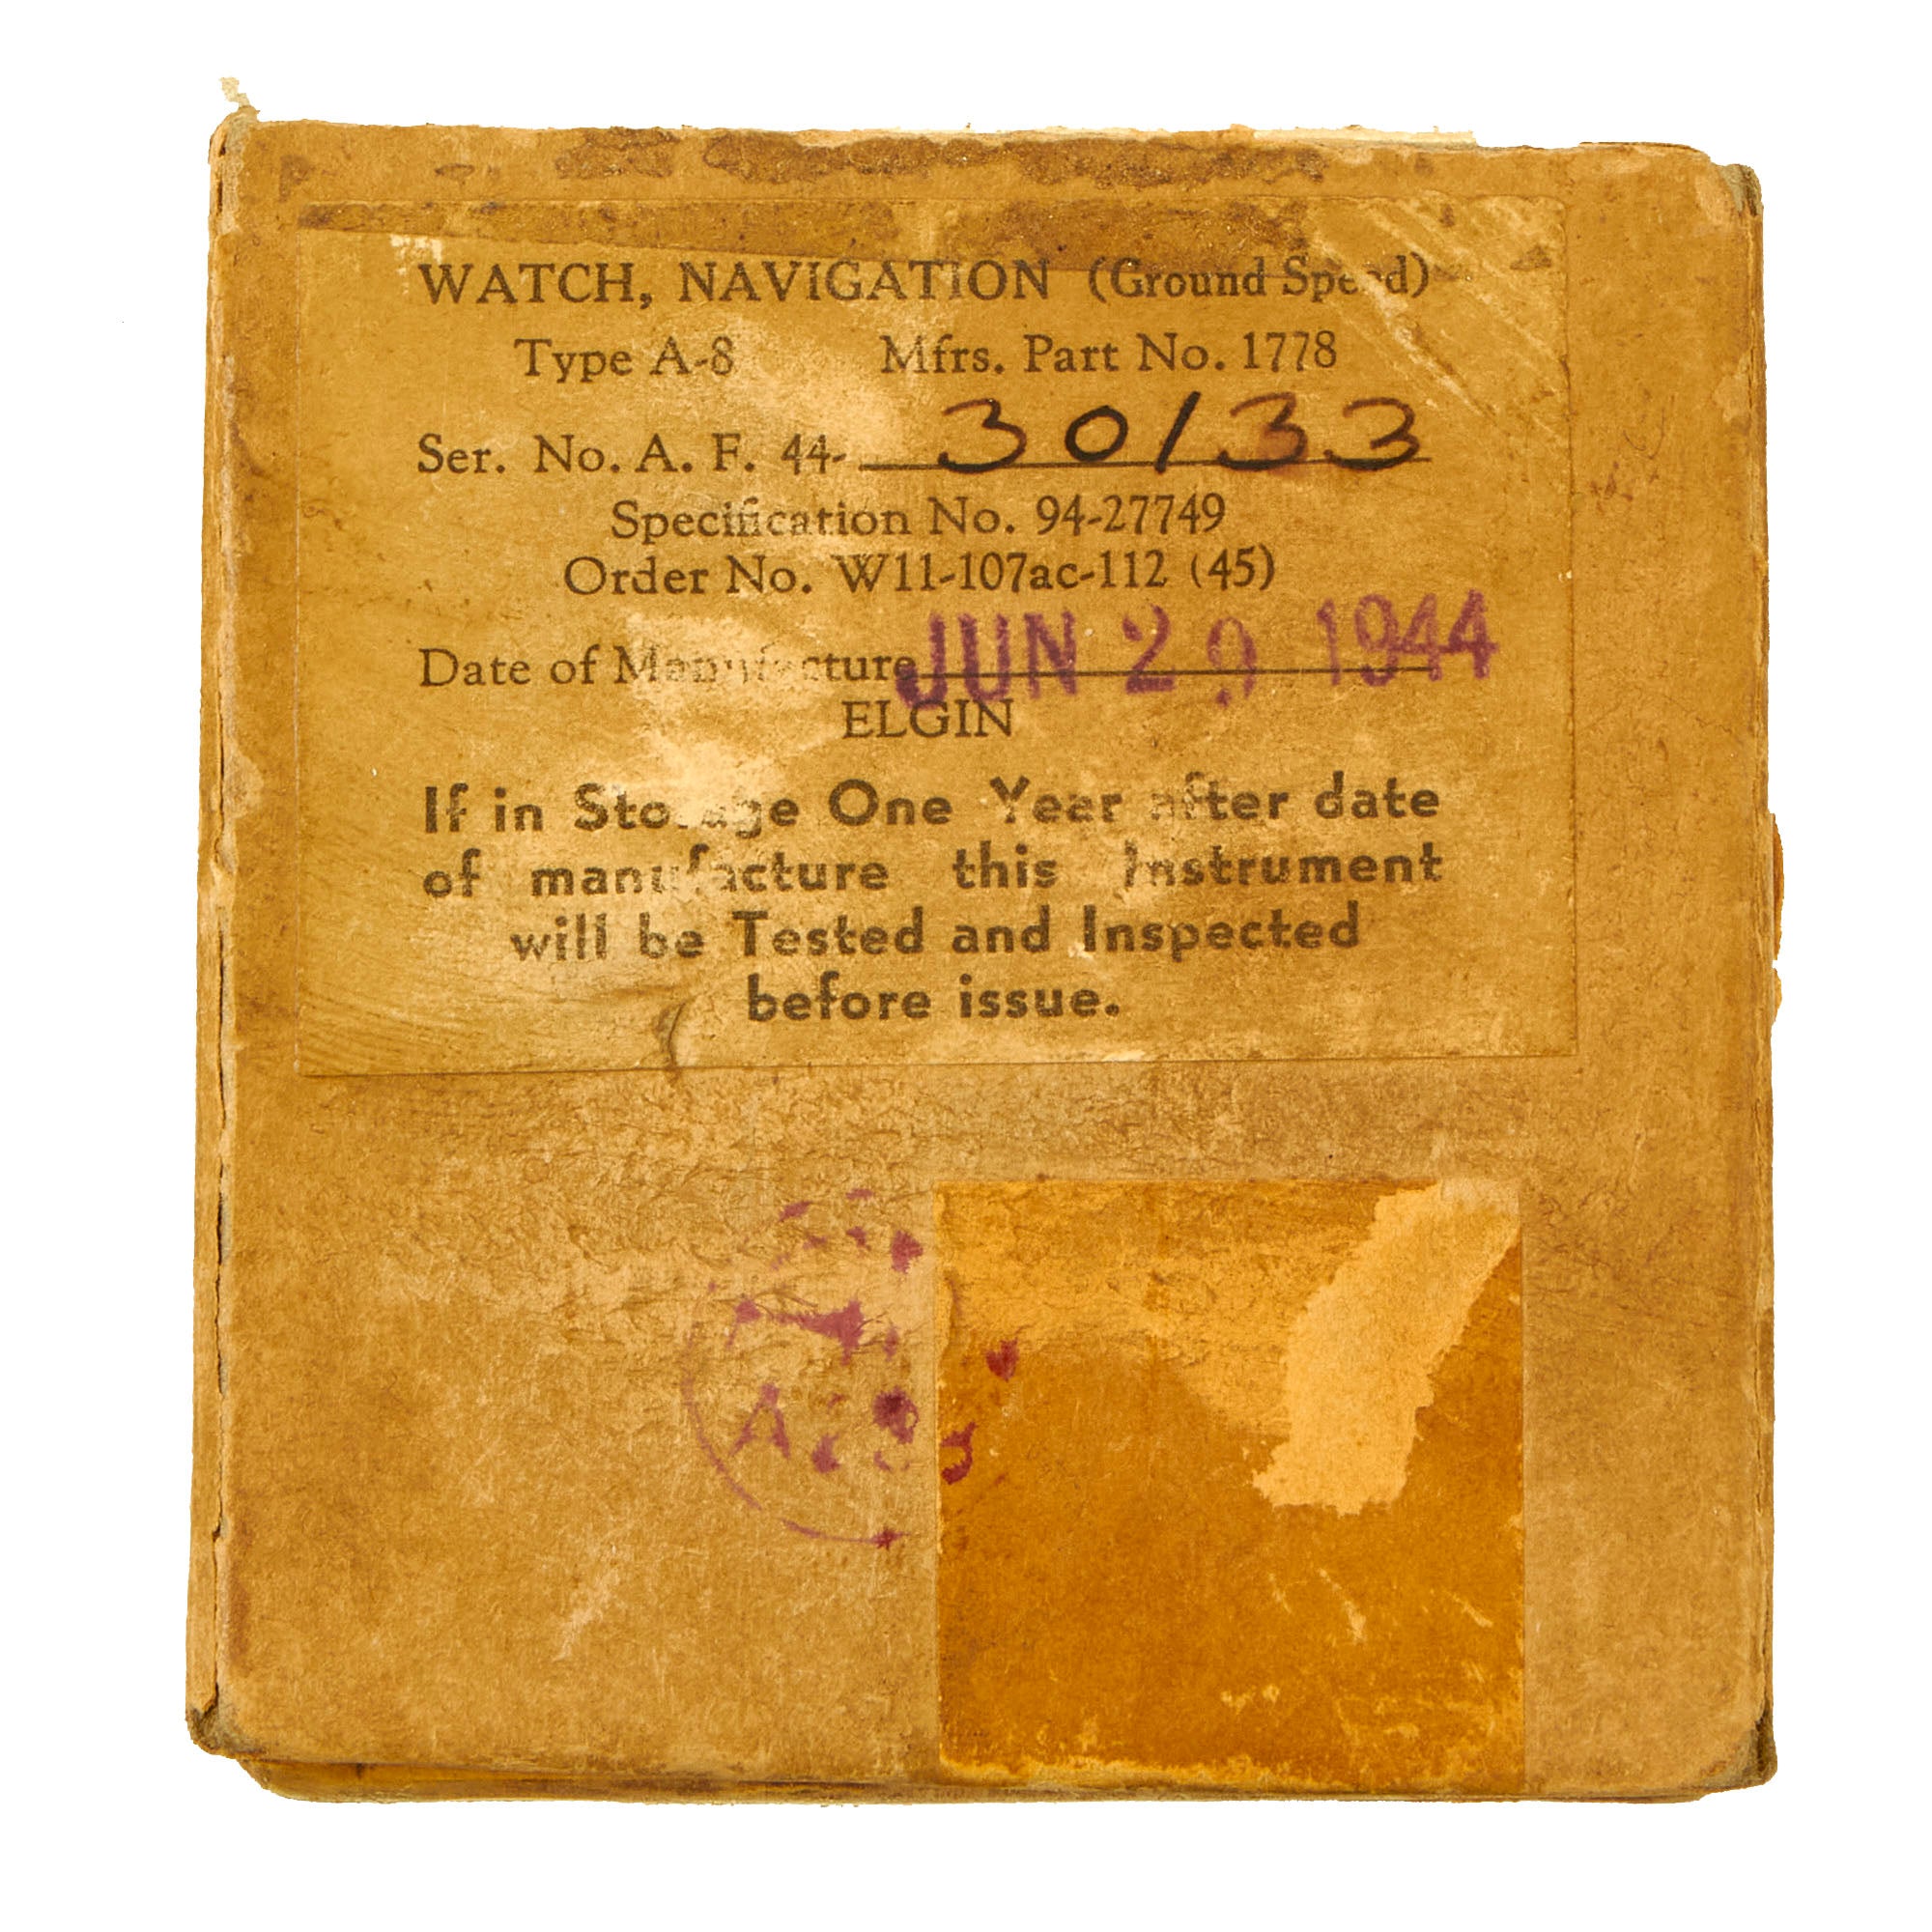 WATCH, NAVIGATION (Ground Speed)
Type A-8 Mfrs. Part No. 1778
Ser. No. A. F. 44- 30133
Specification No. 94-27749
Order No. W11-107ac-112 (45)
Date of Manufacture JUN 29 1944
ELGIN
If in Storage One Year after date
of manufacture this Instrument
will be Tested and Inspected
before issue.